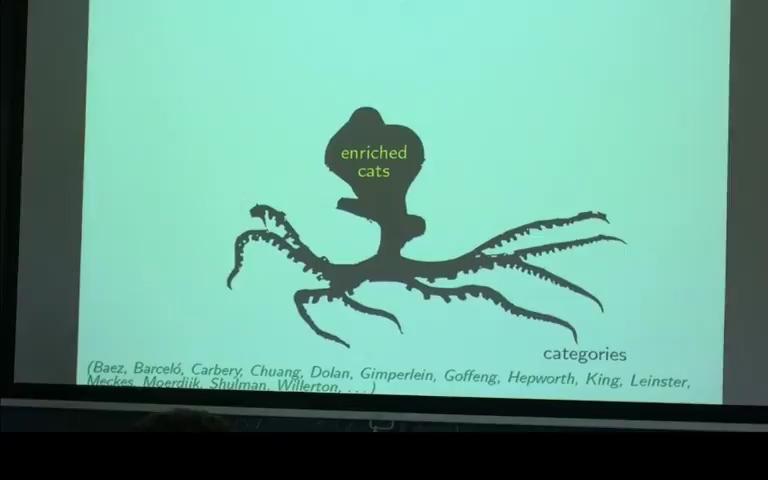 enriched
cats
categories
(Baez, Barceló, Carbery, Chuang, Dolan, Gimperlein, Goffeng, Hepworth, King, Leinster,
Meckes, Moerdijk, Shulman, Willerton, . . . )